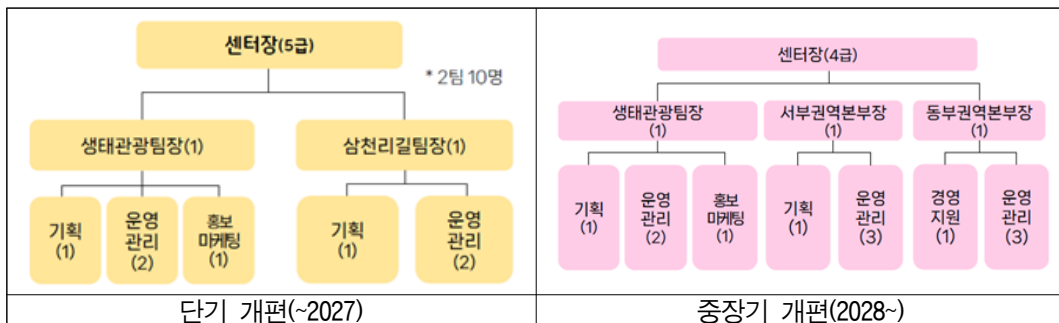 센터장(5급)
* 2팀 10명
생태관광팀장(1)
삼천리길팀장(1)
기획
(1)
운영
관리
(2)
홍보
마케팅
(1)
기획
(1)
운영
관리
(2)
단기 개편(~2027)
센터장(4급)
생태관광팀장
(1)
서부권역본부장
(1)
동부권역본부장
(1)
기획
(1)
운영
관리
(2)
홍보
마케팅
(1)
기획
(1)
운영
관리
(3)
경영
지원
(1)
운영
관리
(3)
중장기 개편(2028~)